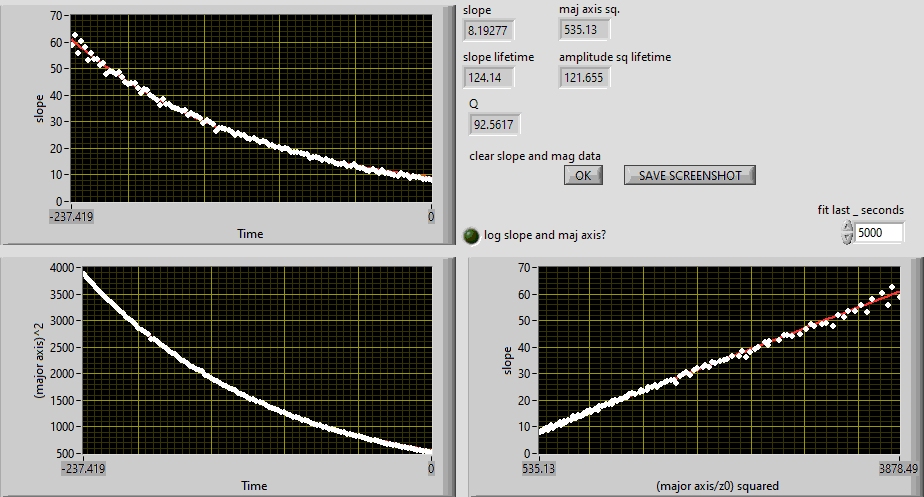 70
60
50
40
30
20
10
0
slope
-237.419
0
Time
slope
maj axis sq.
8.19277
535.13
slope lifetime
amplitude sq lifetime
124.14
121.655
Q
92.5617
clear slope and mag data
OK
SAVE SCREENSHOT
fit last _ seconds
5000
log slope and maj axis?
4000
3500
3000
2500
2000
1500
1000
500
(major axis)^2
-237.419
0
Time
70
60
50
40
30
20
10
0
slope
535.13
3878.49
(major axis/z0) squared